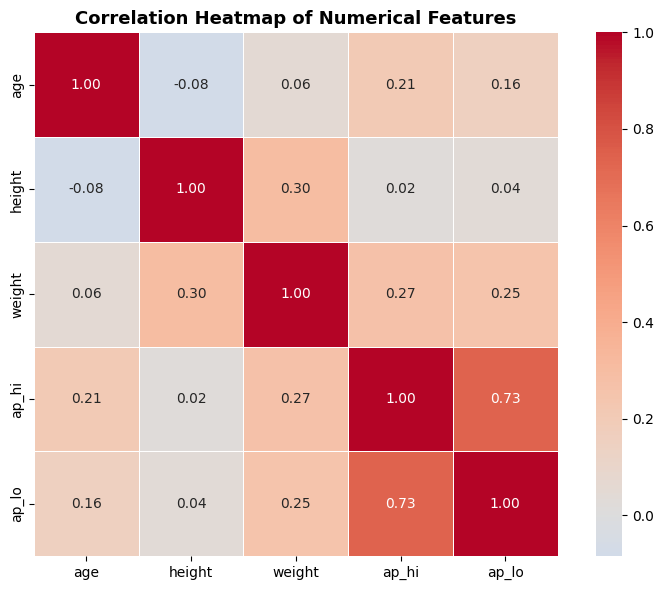 Correlation Heatmap of Numerical Features
age 1.00 -0.08 0.06 0.21 0.16
height -0.08 1.00 0.30 0.02 0.04
weight 0.06 0.30 1.00 0.27 0.25
ap_hi 0.21 0.02 0.27 1.00 0.73
ap_lo 0.16 0.04 0.25 0.73 1.00
age height weight ap_hi ap_lo
1.0
0.8
0.6
0.4
0.2
0.0